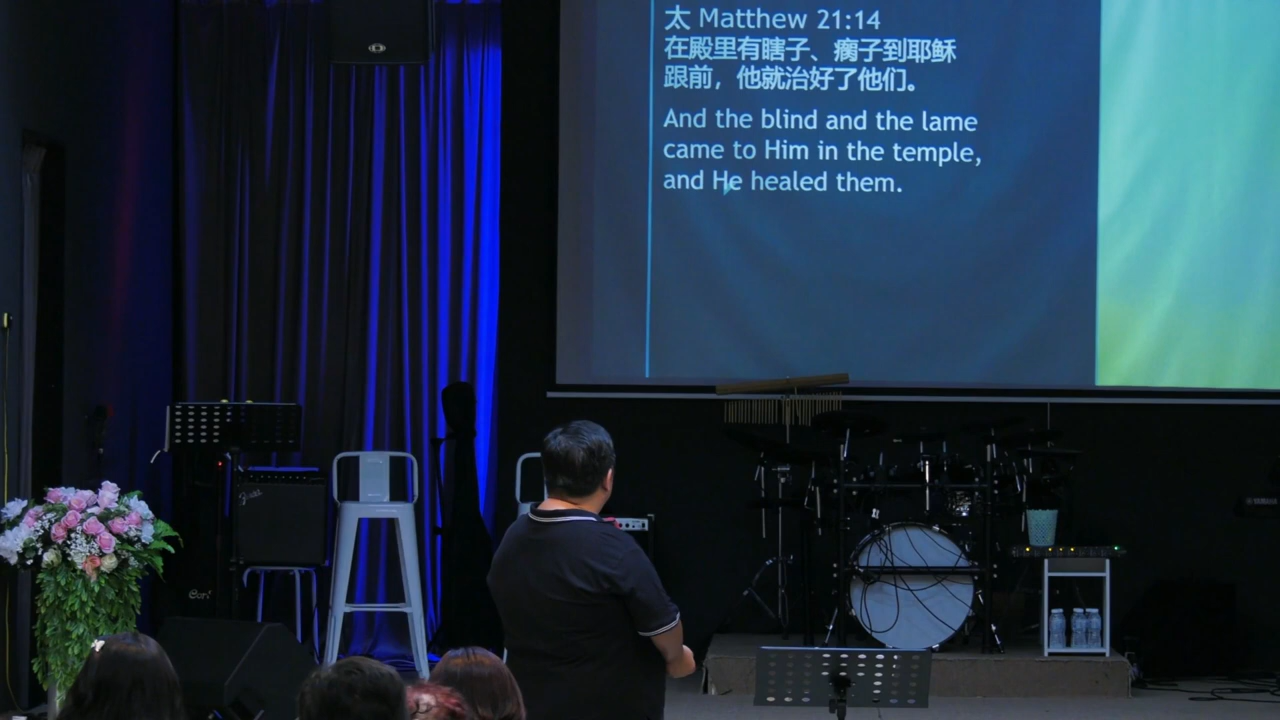 太 Matthew 21:14
在殿里有瞎子、瘸子到耶稣
跟前，他就治好了他们。
And the blind and the lame
came to Him in the temple,
and He healed them.
Fender
YAMAHA